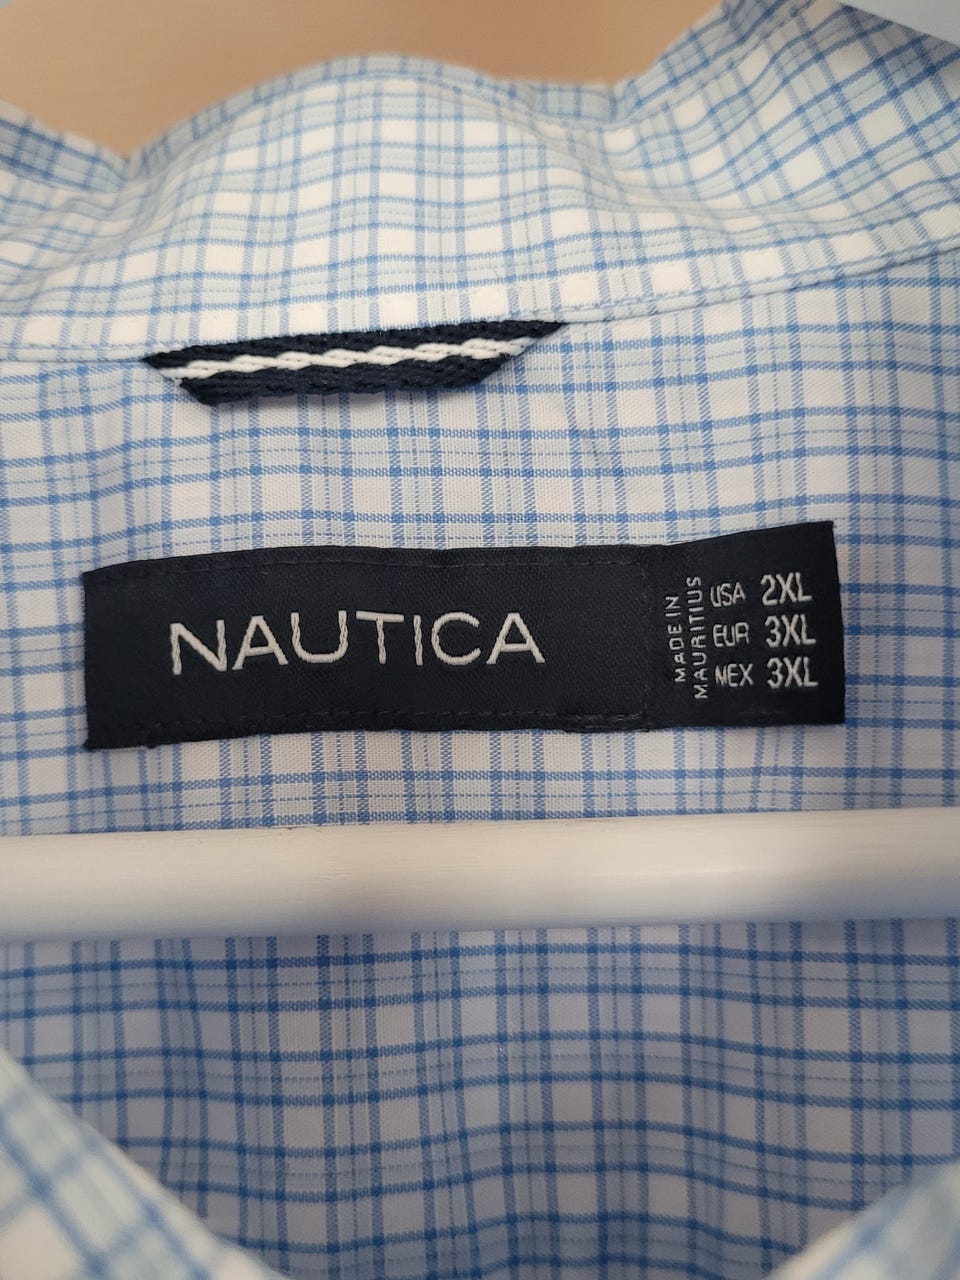 NAUTICA
MADE IN
MAURITIUS
USA 2XL
EUR 3XL
MEX 3XL